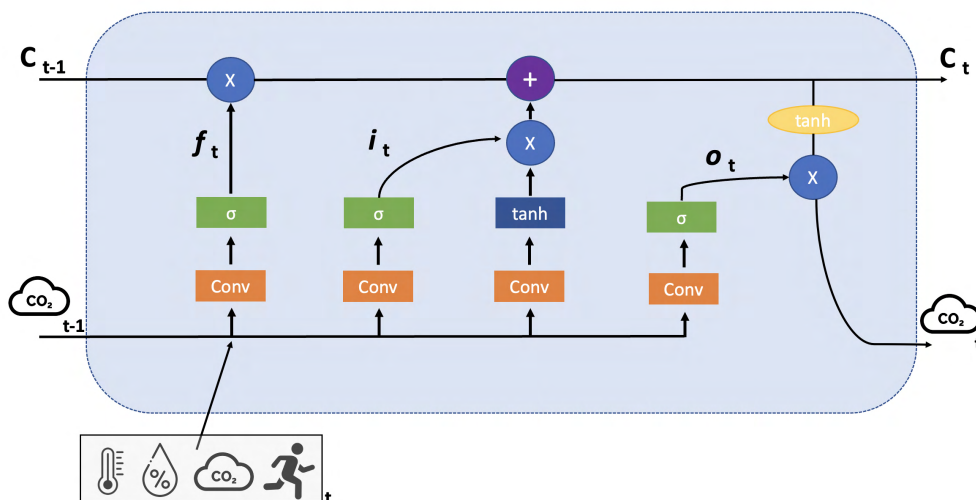 C t-1
X
+
C t
tanh
f t
i t
X
o t
X
σ
σ
tanh
σ
Conv
Conv
Conv
Conv
CO₂
t-1
CO₂
%
CO₂
t